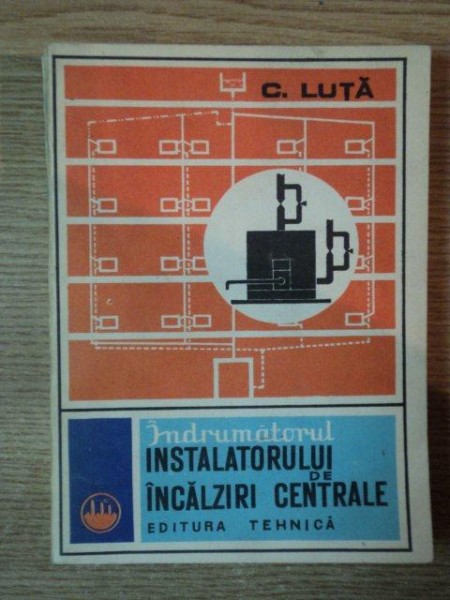 C. LUȚĂ
Îndrumătorul
INSTALATORULUI
DE
ÎNCĂLZIRI CENTRALE
EDITURA TEHNICĂ